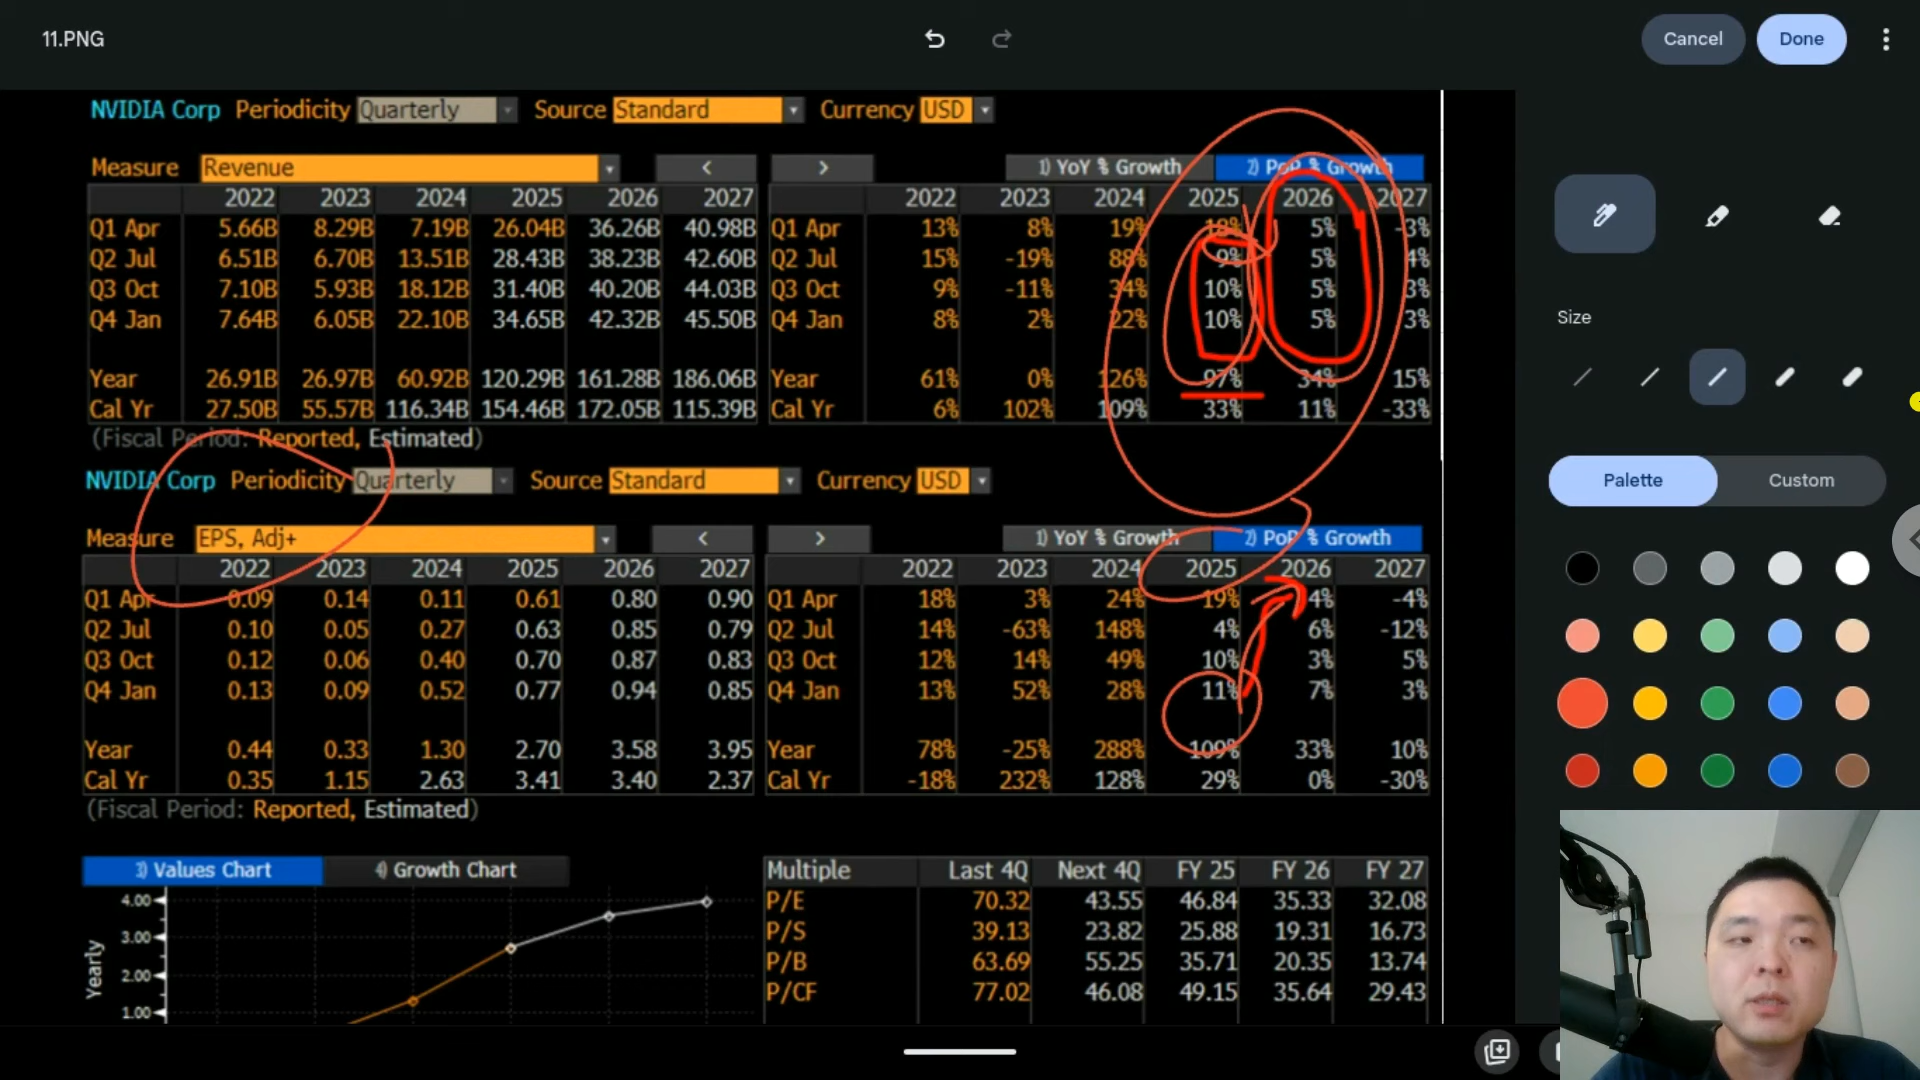 11.PNG
Cancel
Done
NVIDIA Corp Periodicity Quarterly Source Standard Currency USD
Measure Revenue < > 1) YoY % Growth 2) PoP % Growth
2022 2023 2024 2025 2026 2027 2022 2023 2024 2025 2026 2027
Q1 Apr 5.66B 8.29B 7.19B 26.04B 36.26B 40.98B Q1 Apr 13% 8% 19% 18% 5% -3%
Q2 Jul 6.51B 6.70B 13.51B 28.43B 38.23B 42.60B Q2 Jul 15% -19% 88% 9% 5% 4%
Q3 Oct 7.10B 5.93B 18.12B 31.40B 40.20B 44.03B Q3 Oct 9% -11% 34% 10% 5% 3%
Q4 Jan 7.64B 6.05B 22.10B 34.65B 42.32B 45.50B Q4 Jan 8% 2% 22% 10% 5% 3%
Year 26.91B 26.97B 60.92B 120.29B 161.28B 186.06B Year 61% 0% 126% 97% 34% 15%
Cal Yr 27.50B 55.57B 116.34B 154.46B 172.05B 115.39B Cal Yr 6% 102% 109% 33% 11% -33%
(Fiscal Period: Reported, Estimated)
NVIDIA Corp Periodicity Quarterly Source Standard Currency USD
Measure EPS, Adj+ < > 1) YoY % Growth 2) PoP % Growth
2022 2023 2024 2025 2026 2027 2022 2023 2024 2025 2026 2027
Q1 Apr 0.09 0.14 0.11 0.61 0.80 0.90 Q1 Apr 18% 3% 24% 19% 4% -4%
Q2 Jul 0.10 0.05 0.27 0.63 0.85 0.79 Q2 Jul 14% -63% 148% 4% 6% -12%
Q3 Oct 0.12 0.06 0.40 0.70 0.87 0.83 Q3 Oct 12% 14% 49% 10% 3% 5%
Q4 Jan 0.13 0.09 0.52 0.77 0.94 0.85 Q4 Jan 13% 52% 28% 11% 7% 3%
Year 0.44 0.33 1.30 2.70 3.58 3.95 Year 78% -25% 288% 109% 33% 10%
Cal Yr 0.35 1.15 2.63 3.41 3.40 2.37 Cal Yr -18% 232% 128% 29% 0% -30%
(Fiscal Period: Reported, Estimated)
3) Values Chart 4) Growth Chart
4.00
3.00
2.00
1.00
Yearly
Multiple Last 4Q Next 4Q FY 25 FY 26 FY 27
P/E 70.32 43.55 46.84 35.33 32.08
P/S 39.13 23.82 25.88 19.31 16.73
P/B 63.69 55.25 35.71 20.35 13.74
P/CF 77.02 46.08 49.15 35.64 29.43
Size
Palette
Custom